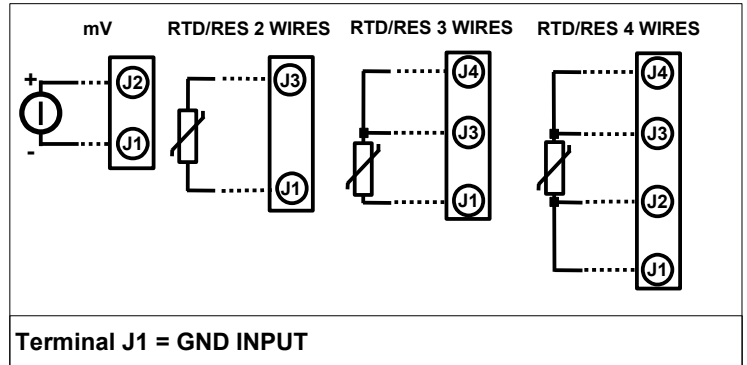 mV
RTD/RES 2 WIRES
RTD/RES 3 WIRES
RTD/RES 4 WIRES
+
-
J2
J1
J3
J1
J4
J3
J1
J4
J3
J2
J1
Terminal J1 = GND INPUT